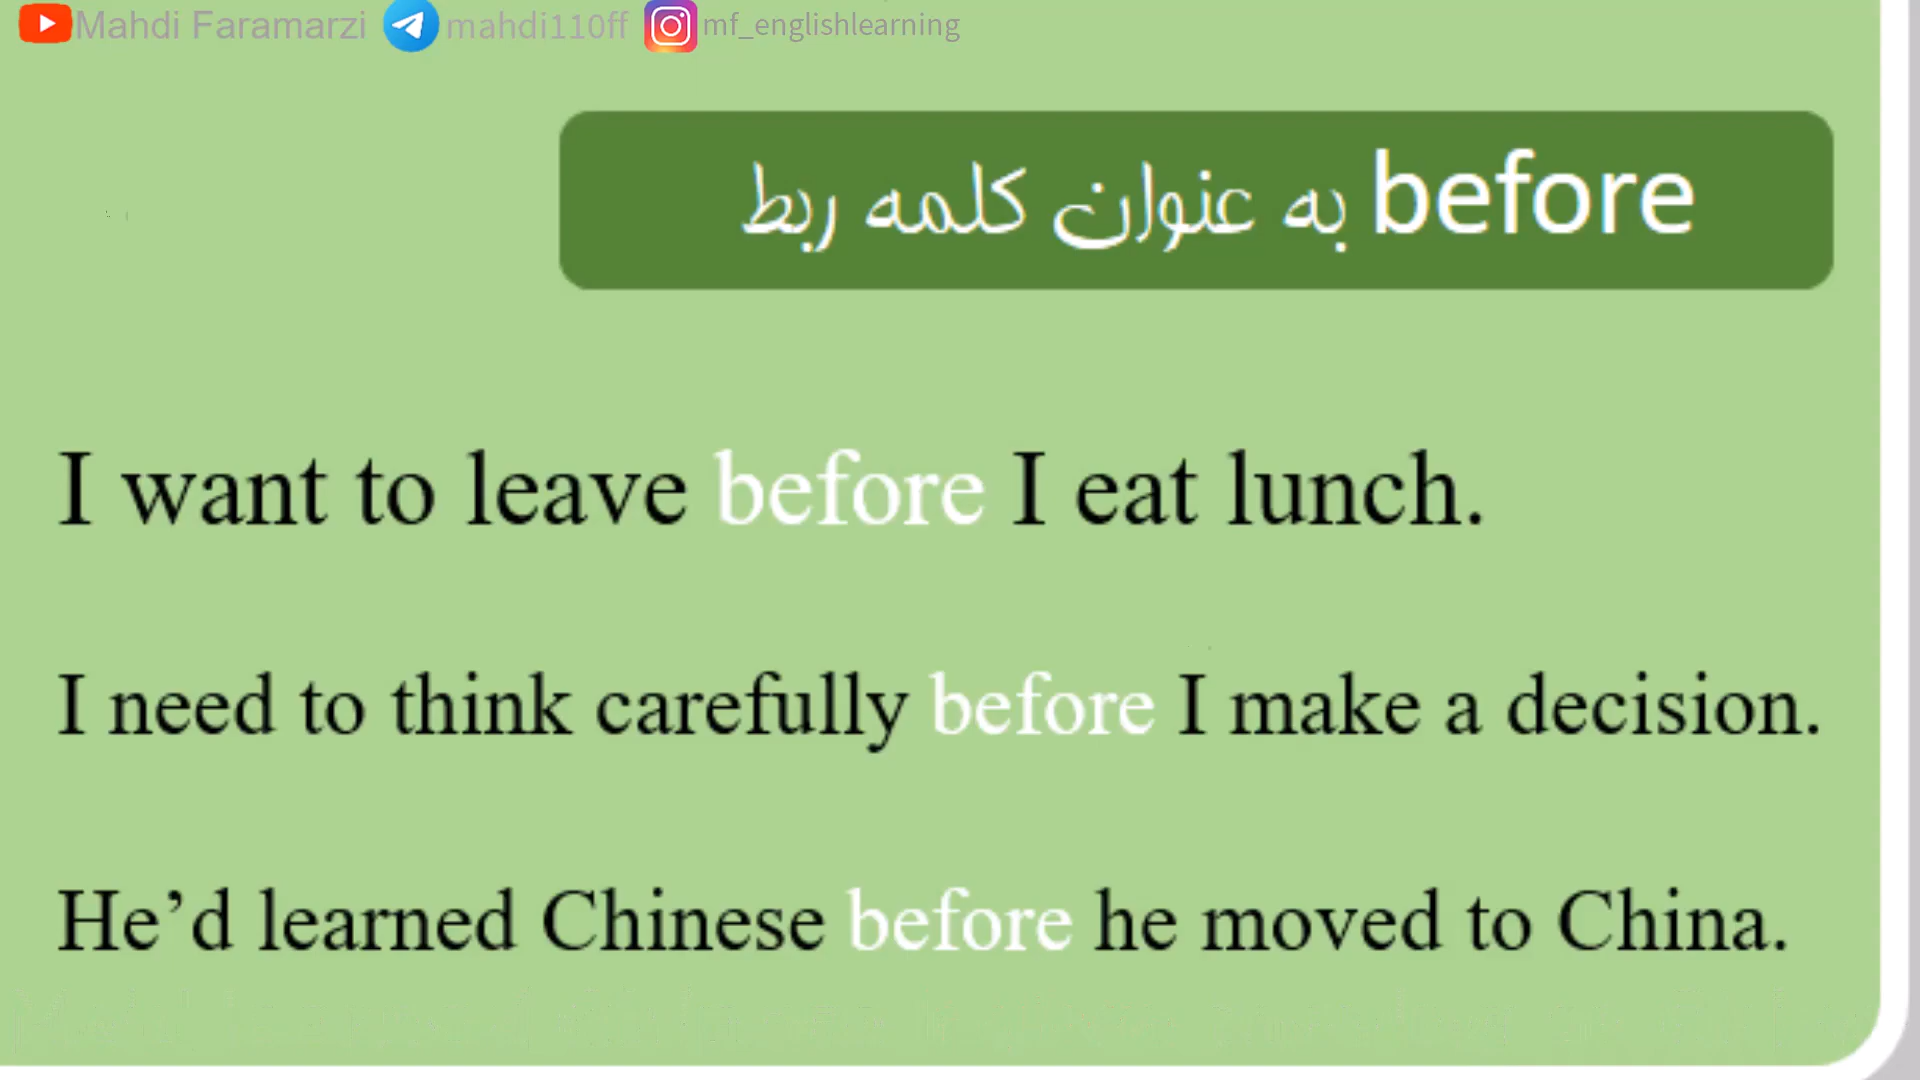 Mahdi Faramarzi mahdi110ff mf_englishlearning
before به عنوان کلمه ربط
I want to leave before I eat lunch.
I need to think carefully before I make a decision.
He’d learned Chinese before he moved to China.